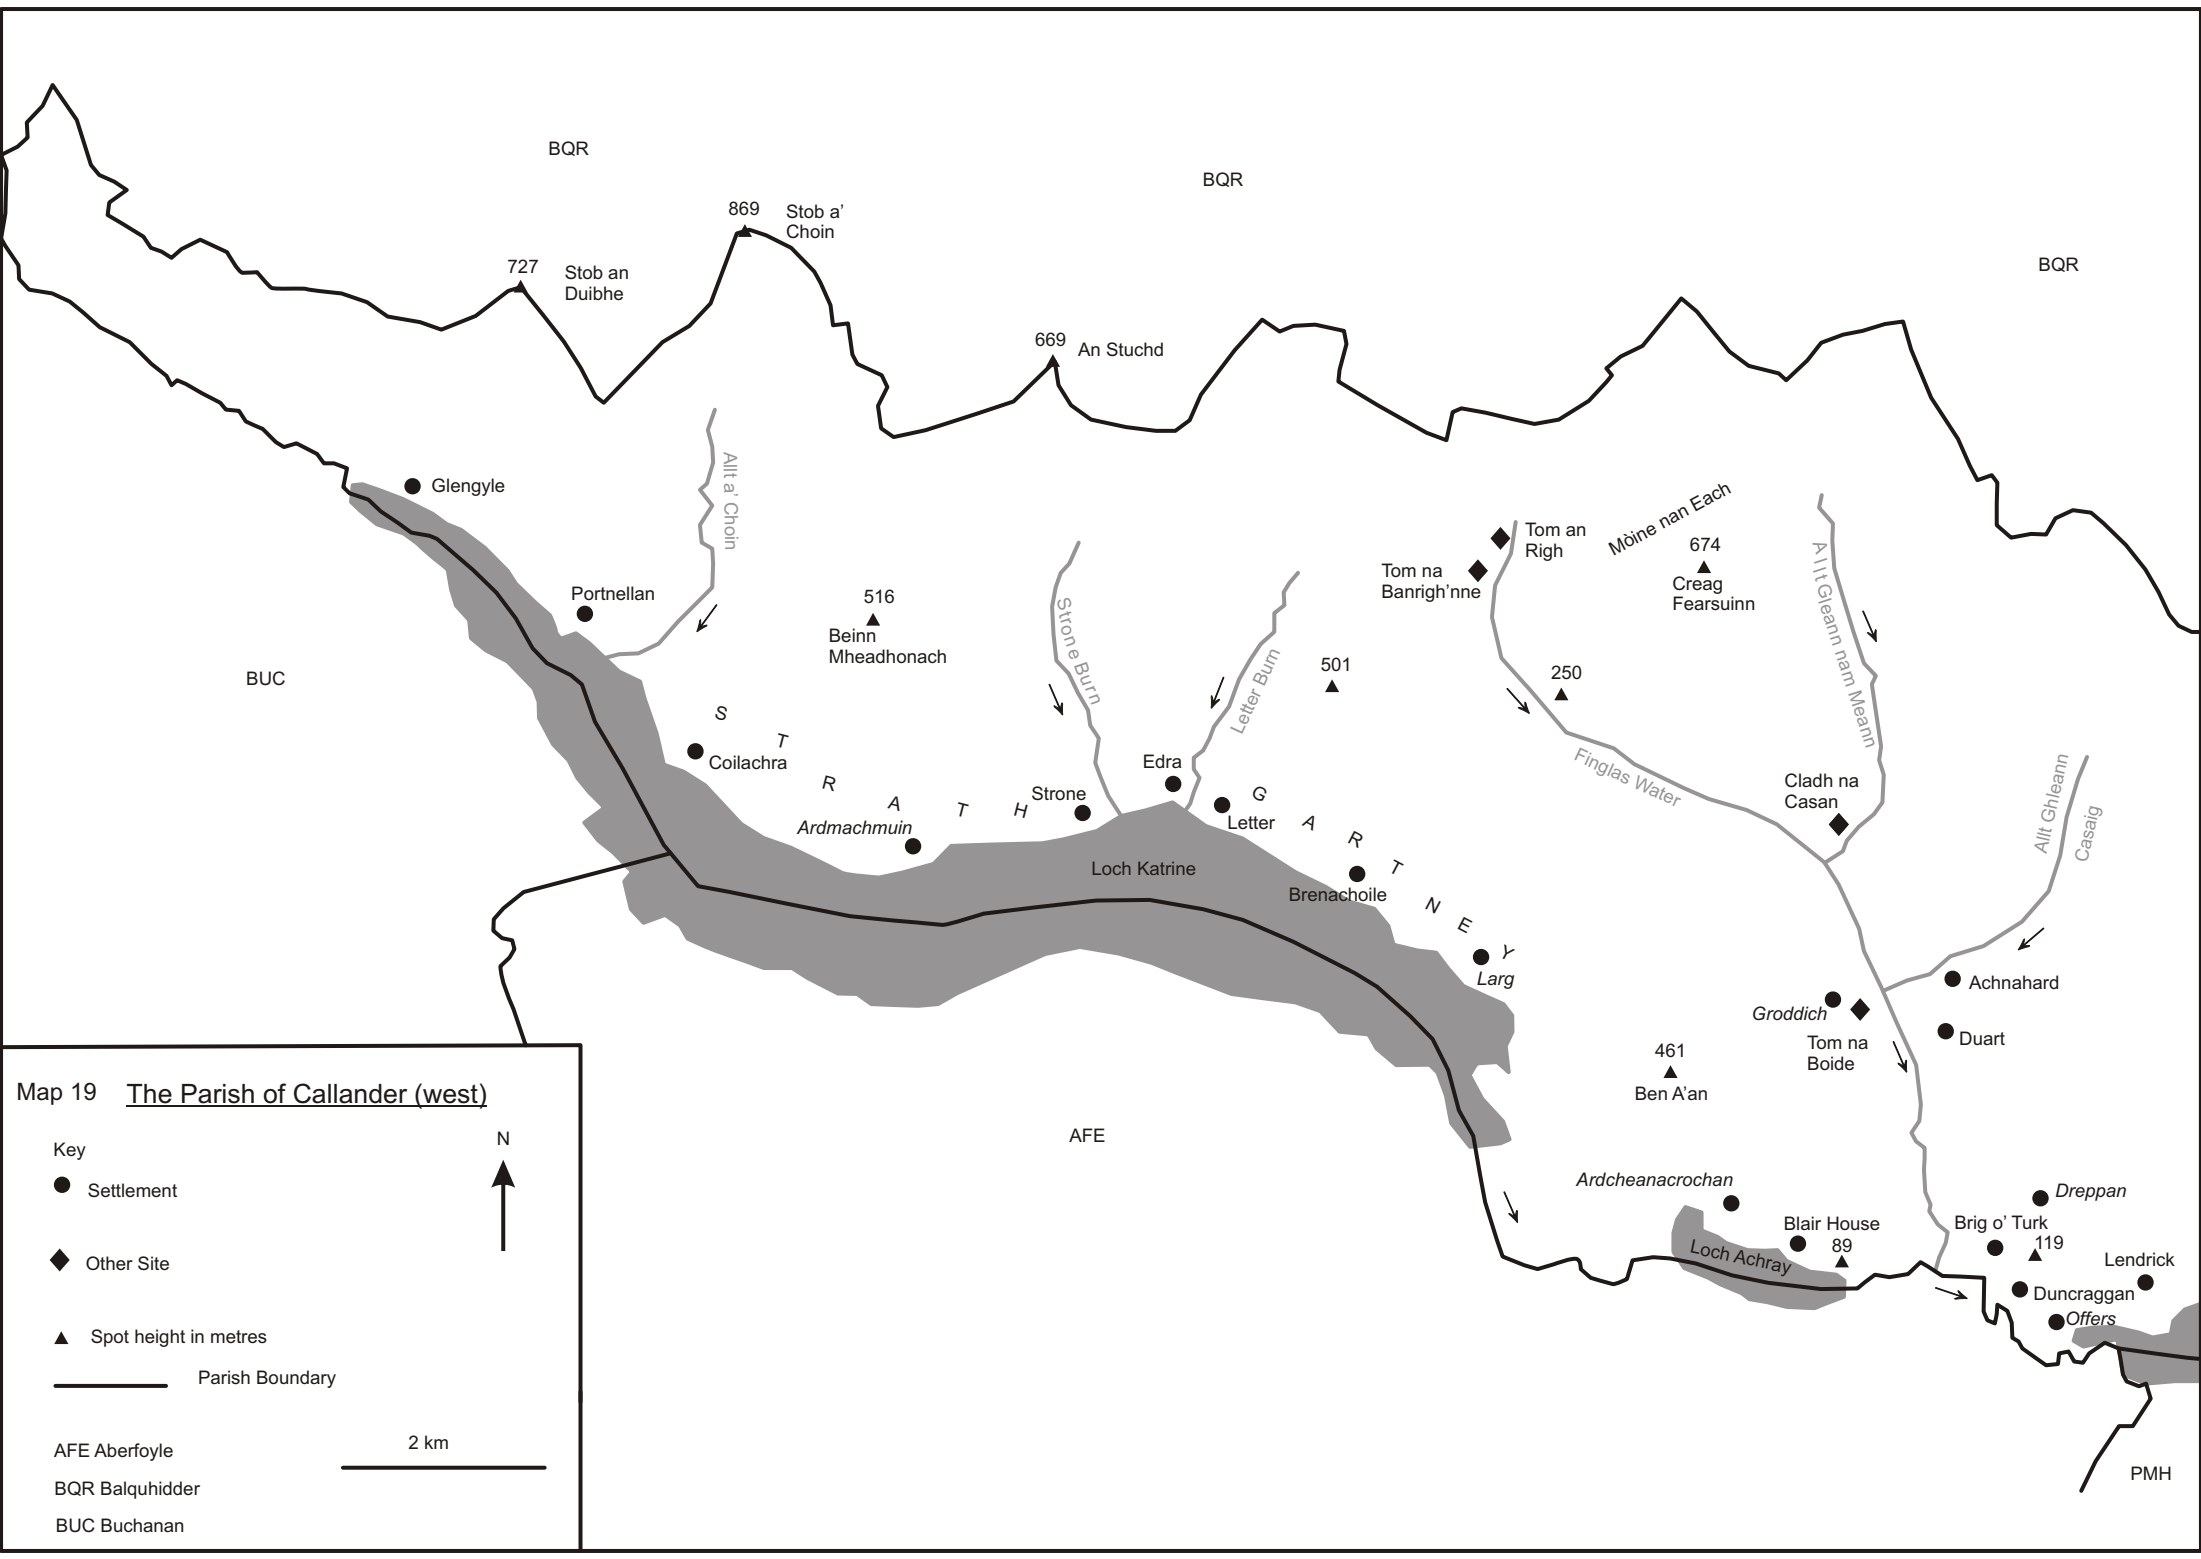 BQR
BQR
BQR
869
Stob a’
Choin
727
Stob an
Duibhe
669
An Stuchd
Glengyle
Allt a’ Choin
Portnellan
516
Beinn
Mheadhonach
Strone Burn
Letter Burn
501
Tom an
Righ
Tom na
Banrigh’nne
Mòine nan Each
674
Creag
Fearsuinn
Allt Gleann nam Meann
250
Finglas Water
BUC
STRATH
GARTNEY
Coilachra
Edra
Strone
Ardmachmuin
Letter
Loch Katrine
Brenachoile
Larg
Cladh na
Casan
Allt Ghleann
Casaig
Achnahard
Groddich
Tom na
Boide
Duart
461
Ben A’an
AFE
Ardcheanacrochan
Loch Achray
Blair House
89
Dreppan
Brig o’ Turk
119
Lendrick
Duncraggan
Offers
PMH
Map 19 The Parish of Callander (west)
Key
N
Settlement
Other Site
Spot height in metres
Parish Boundary
2 km
AFE Aberfoyle
BQR Balquhidder
BUC Buchanan